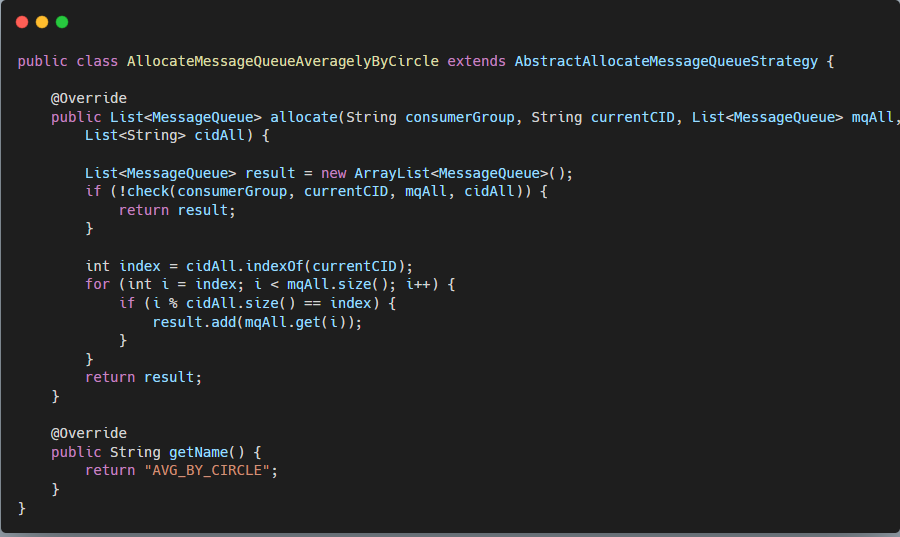 public class AllocateMessageQueueAveragelyByCircle extends AbstractAllocateMessageQueueStrategy {

    @Override
    public List<MessageQueue> allocate(String consumerGroup, String currentCID, List<MessageQueue> mqAll,
        List<String> cidAll) {

        List<MessageQueue> result = new ArrayList<MessageQueue>();
        if (!check(consumerGroup, currentCID, mqAll, cidAll)) {
            return result;
        }

        int index = cidAll.indexOf(currentCID);
        for (int i = index; i < mqAll.size(); i++) {
            if (i % cidAll.size() == index) {
                result.add(mqAll.get(i));
            }
        }
        return result;
    }

    @Override
    public String getName() {
        return "AVG_BY_CIRCLE";
    }
}